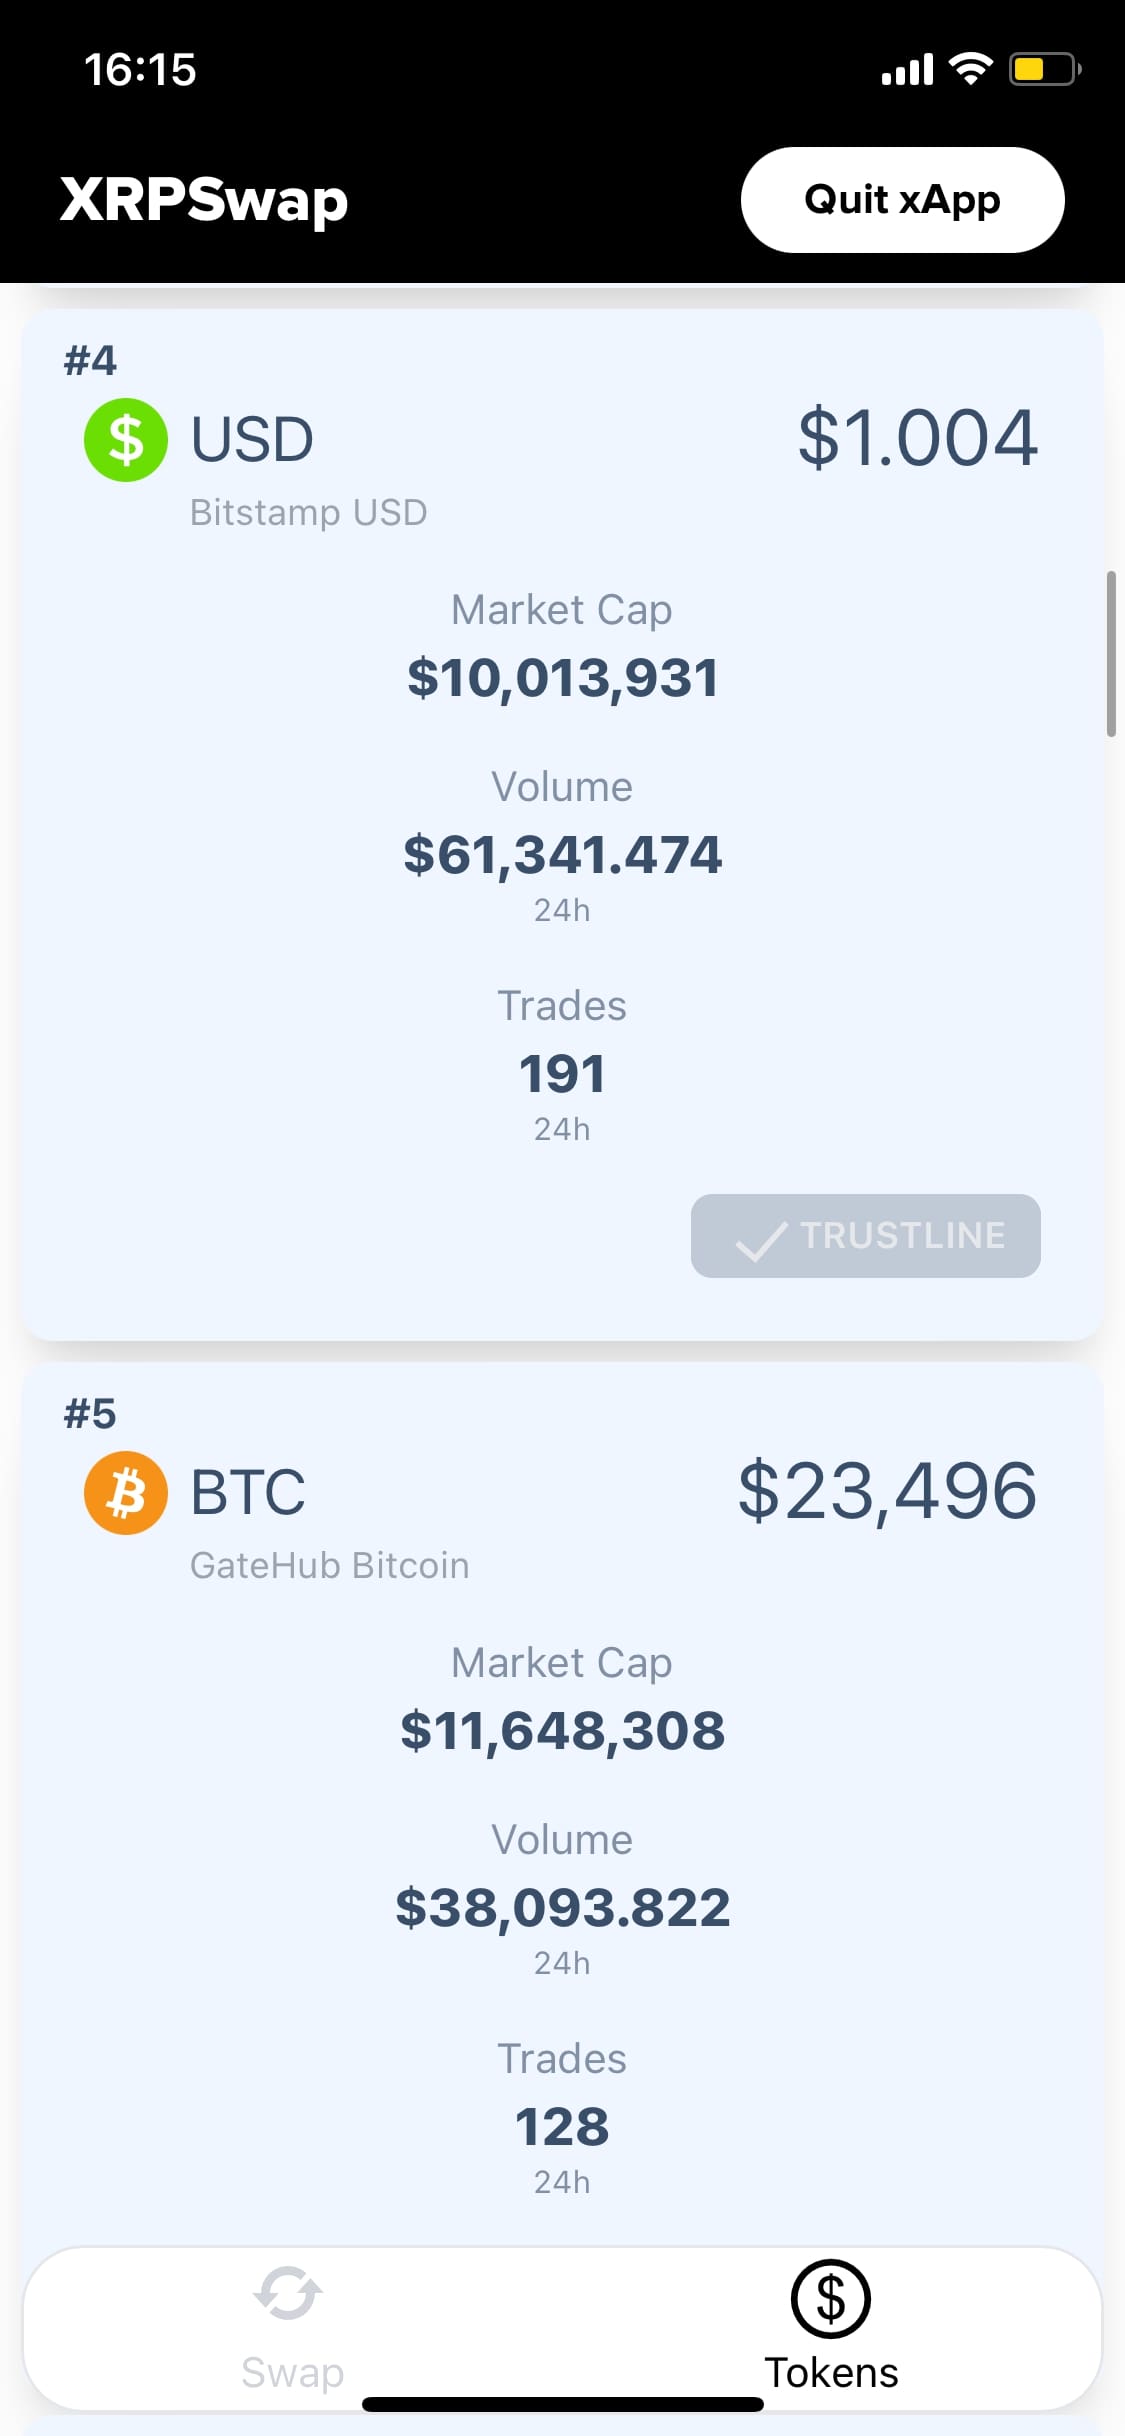 16:15
XRPSwap
Quit xApp
#4
$ USD $1.004
Bitstamp USD
Market Cap
$10,013,931
Volume
$61,341.474
24h
Trades
191
24h
TRUSTLINE
#5
₿ BTC $23,496
GateHub Bitcoin
Market Cap
$11,648,308
Volume
$38,093.822
24h
Trades
128
24h
$
Swap Tokens